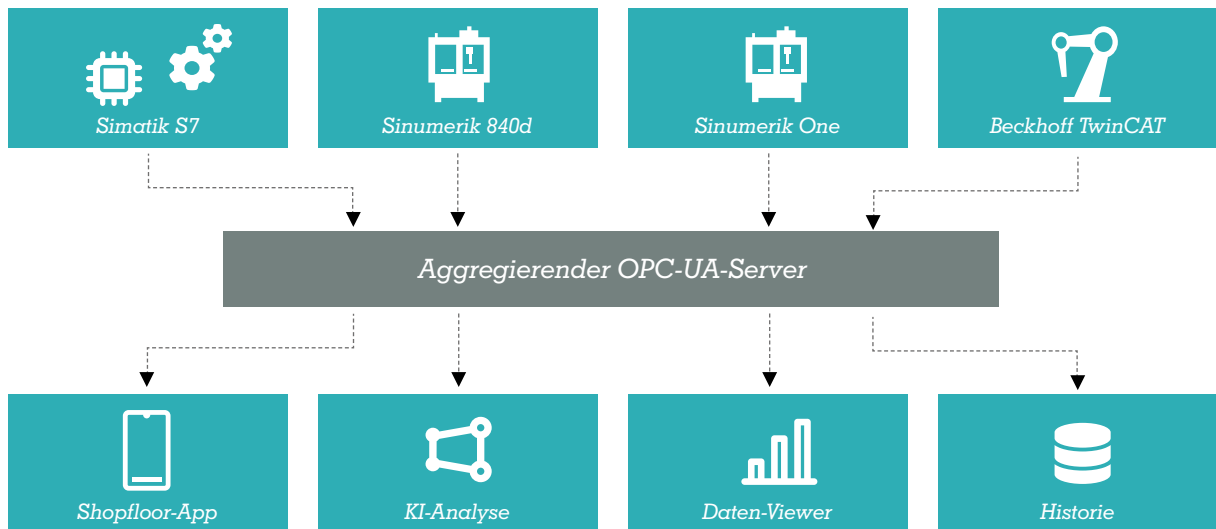 Simatik S7
Sinumerik 840d
Sinumerik One
Beckhoff TwinCAT
Aggregierender OPC-UA-Server
Shopfloor-App
KI-Analyse
Daten-Viewer
Historie